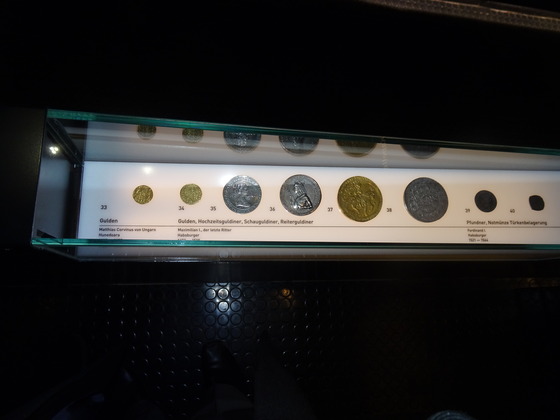 33 34 35 36 37 38 39 40
Gulden Gulden, Hochzeitsguldiner, Schauguldiner, Reiterguldiner Pfundner, Notmünze Türkenbelagerung
Matthias Corvinus von Ungarn Maximilian I., der letzte Ritter Ferdinand I.
Hunedoara Habsburger Habsburger
1521 – 1564